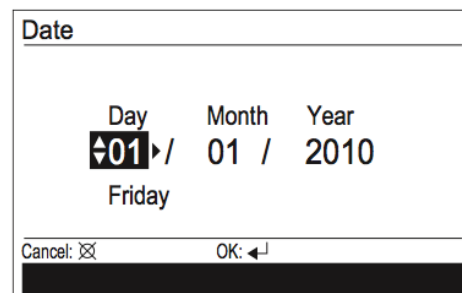 Date
Day Month Year
01 / 01 / 2010
Friday
Cancel: OK: